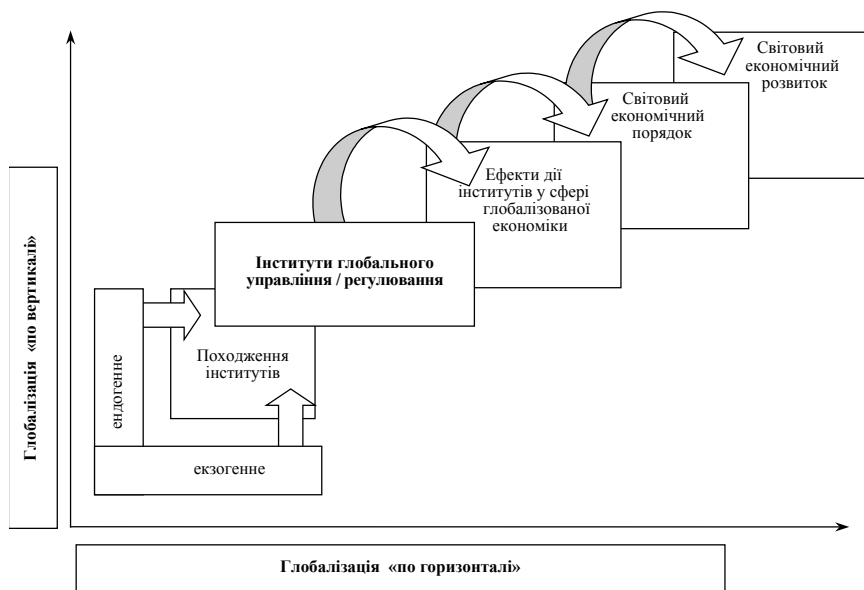 Світовий
економічний
розвиток
Світовий
економічний
порядок
Ефекти дії
інститутів у сфері
глобалізованої
економіки
Інститути глобального
управління / регулювання
Походження
інститутів
ендогенне
екзогенне
Глобалізація «по вертикалі»
Глобалізація «по горизонталі»